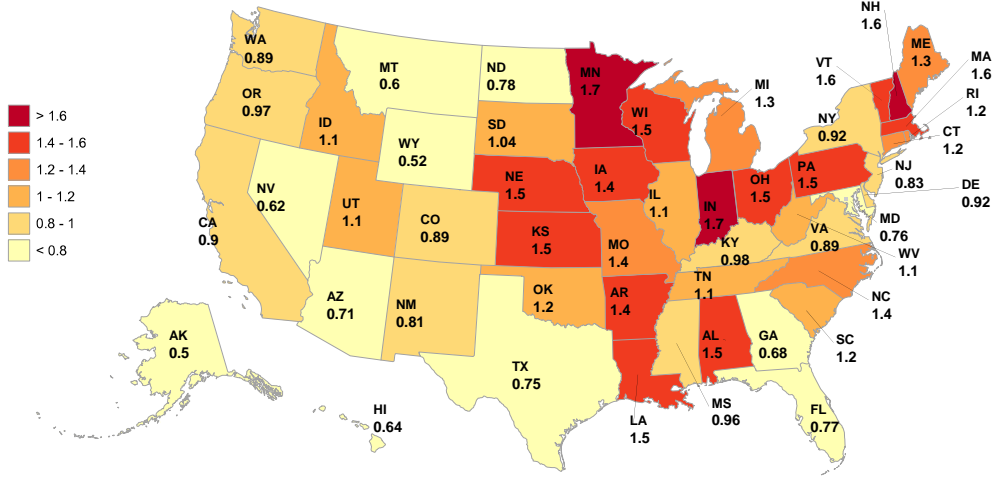 NH
1.6
ME
1.3
MA
1.6
VT
1.6
RI
1.2
WA
0.89
MT
0.6
ND
0.78
MN
1.7
MI
1.3
OR
0.97
ID
1.1
SD
1.04
WI
1.5
NY
0.92
CT
1.2
> 1.6
1.4 - 1.6
1.2 - 1.4
1 - 1.2
0.8 - 1
< 0.8
WY
0.52
NE
1.5
IA
1.4
PA
1.5
OH
1.5
NJ
0.83
DE
0.92
NV
0.62
UT
1.1
IL
1.1
IN
1.7
CA
0.9
CO
0.89
KS
1.5
MO
1.4
KY
0.98
VA
0.89
MD
0.76
WV
1.1
AZ
0.71
NM
0.81
OK
1.2
AR
1.4
TN
1.1
NC
1.4
AK
0.5
AL
1.5
GA
0.68
SC
1.2
TX
0.75
HI
0.64
LA
1.5
MS
0.96
FL
0.77